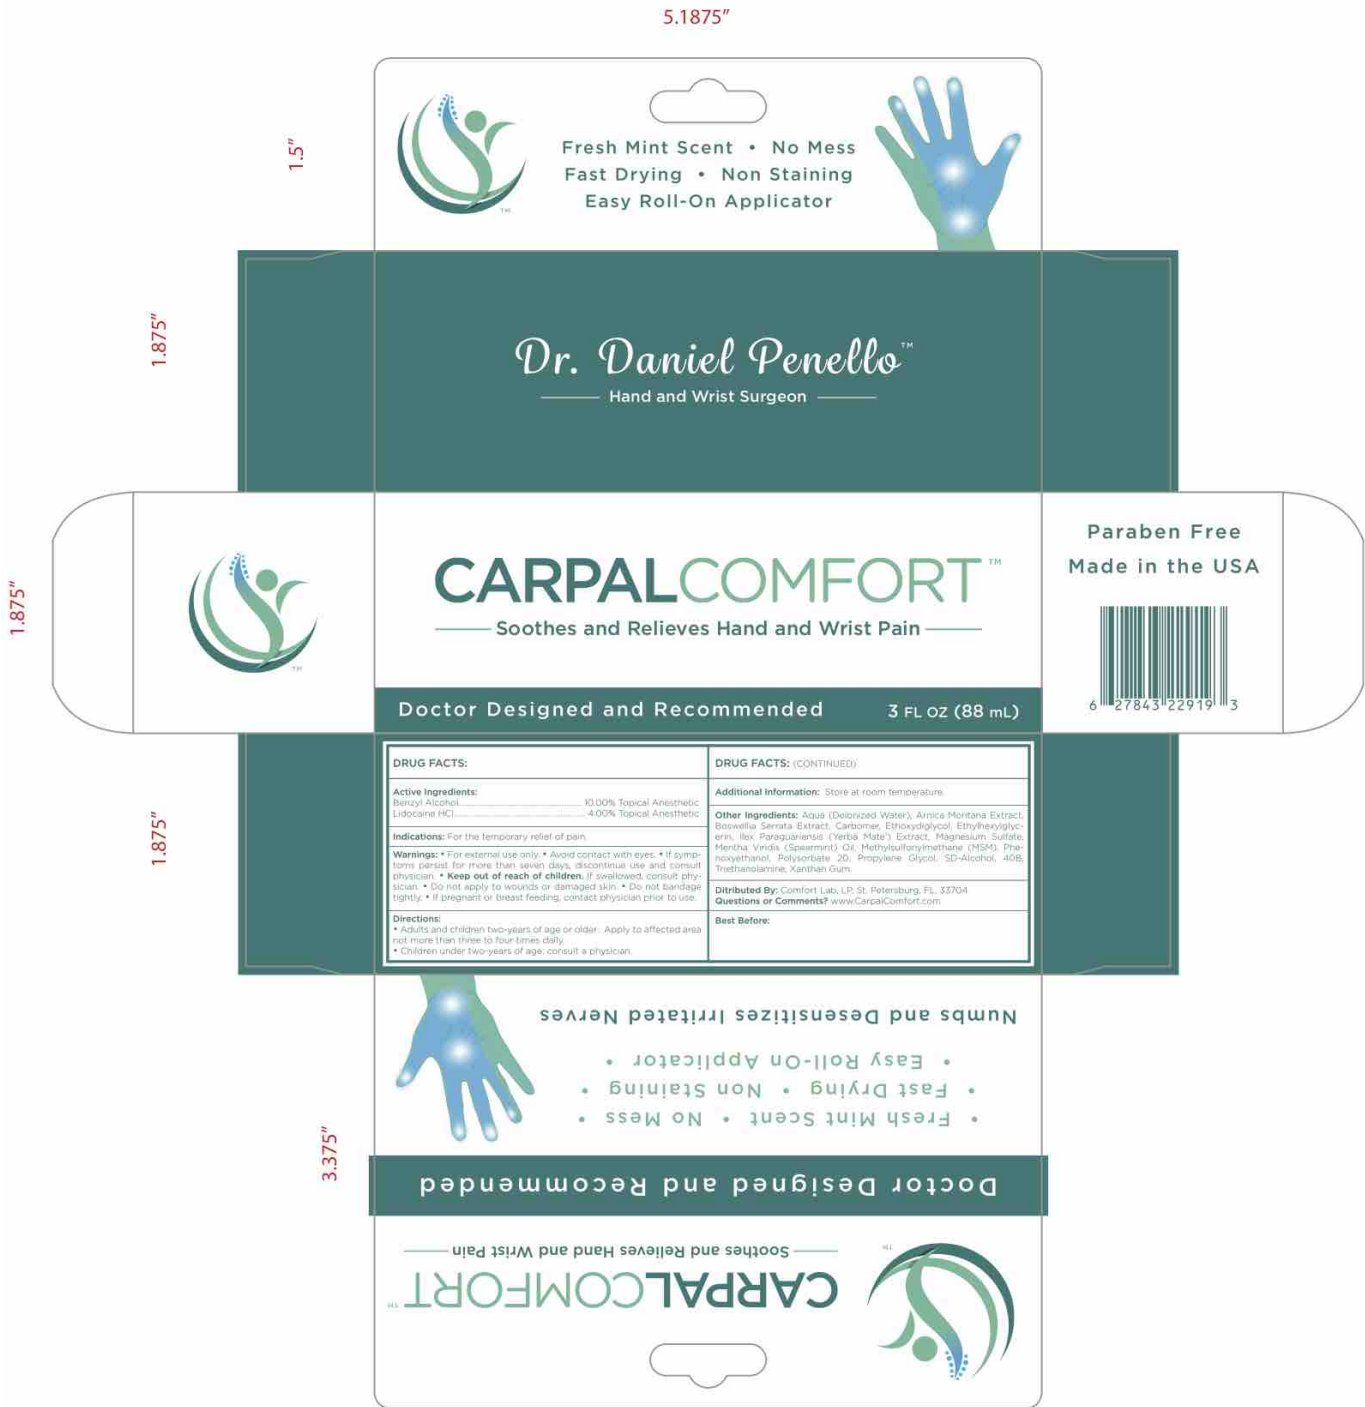 5.1875"
1.5"
Fresh Mint Scent • No Mess
Fast Drying • Non Staining
Easy Roll-On Applicator
TM
1.875"
Dr. Daniel Penello™
Hand and Wrist Surgeon
1.875"
TM
CARPALCOMFORT™
Soothes and Relieves Hand and Wrist Pain
Doctor Designed and Recommended 3 FL OZ (88 mL)
Paraben Free
Made in the USA
6 27843 22919 3
1.875"
DRUG FACTS:
Active Ingredients:
Benzyl Alcohol 10.00% Topical Anesthetic
Lidocaine HCl 4.00% Topical Anesthetic
Indications: For the temporary relief of pain.
Warnings: • For external use only. • Avoid contact with eyes. • If symp-
toms persist for more than seven days, discontinue use and consult
physician. • Keep out of reach of children. If swallowed, consult phy-
sician. • Do not apply to wounds or damaged skin. • Do not bandage
tightly. • If pregnant or breast feeding, contact physician prior to use.
Directions:
• Adults and children two-years of age or older: Apply to affected area
not more than three to four times daily.
• Children under two-years of age: consult a physician.
DRUG FACTS: (CONTINUED)
Additional Information: Store at room temperature.
Other Ingredients: Aqua (Deionized Water), Arnica Montana Extract,
Boswellia Serrata Extract, Carbomer, Ethoxydiglycol, Ethylhexylglyc-
erin, Ilex Paraguariensis (Yerba Mate') Extract, Magnesium Sulfate,
Mentha Viridis (Spearmint) Oil, Methylsulfonylmethane (MSM), Phe-
noxyethanol, Polysorbate 20, Propylene Glycol, SD-Alcohol, 40B,
Triethanolamine, Xanthan Gum.
Ditributed By: Comfort Lab, LP, St. Petersburg, FL, 33704
Questions or Comments? www.CarpalComfort.com
Best Before:
3.375"
TM
CARPALCOMFORT™
Soothes and Relieves Hand and Wrist Pain
Doctor Designed and Recommended
• Fresh Mint Scent • No Mess •
• Fast Drying • Non Staining •
• Easy Roll-On Applicator •
Numbs and Desensitizes Irritated Nerves